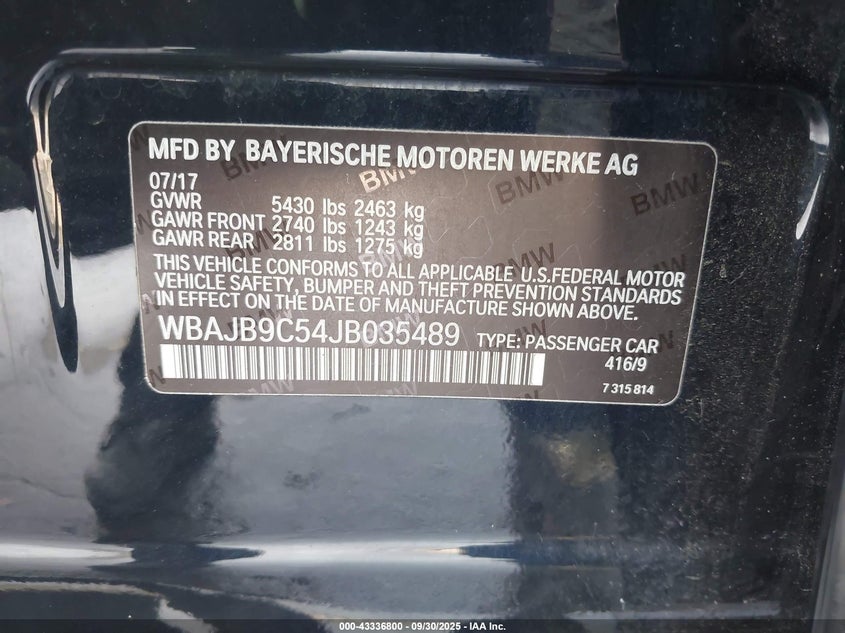 MFD BY BAYERISCHE MOTOREN WERKE AG
07/17
GVWR 5430 lbs 2463 kg
GAWR FRONT 2740 lbs 1243 kg
GAWR REAR 2811 lbs 1275 kg
THIS VEHICLE CONFORMS TO ALL APPLICABLE U.S.FEDERAL MOTOR
VEHICLE SAFETY, BUMPER AND THEFT PREVENTION STANDARDS
IN EFFECT ON THE DATE OF MANUFACTURE SHOWN ABOVE.
WBAJB9C54JB035489 TYPE: PASSENGER CAR
416/9
7 315 814
000-43336800 - 09/30/2025 - IAA Inc.